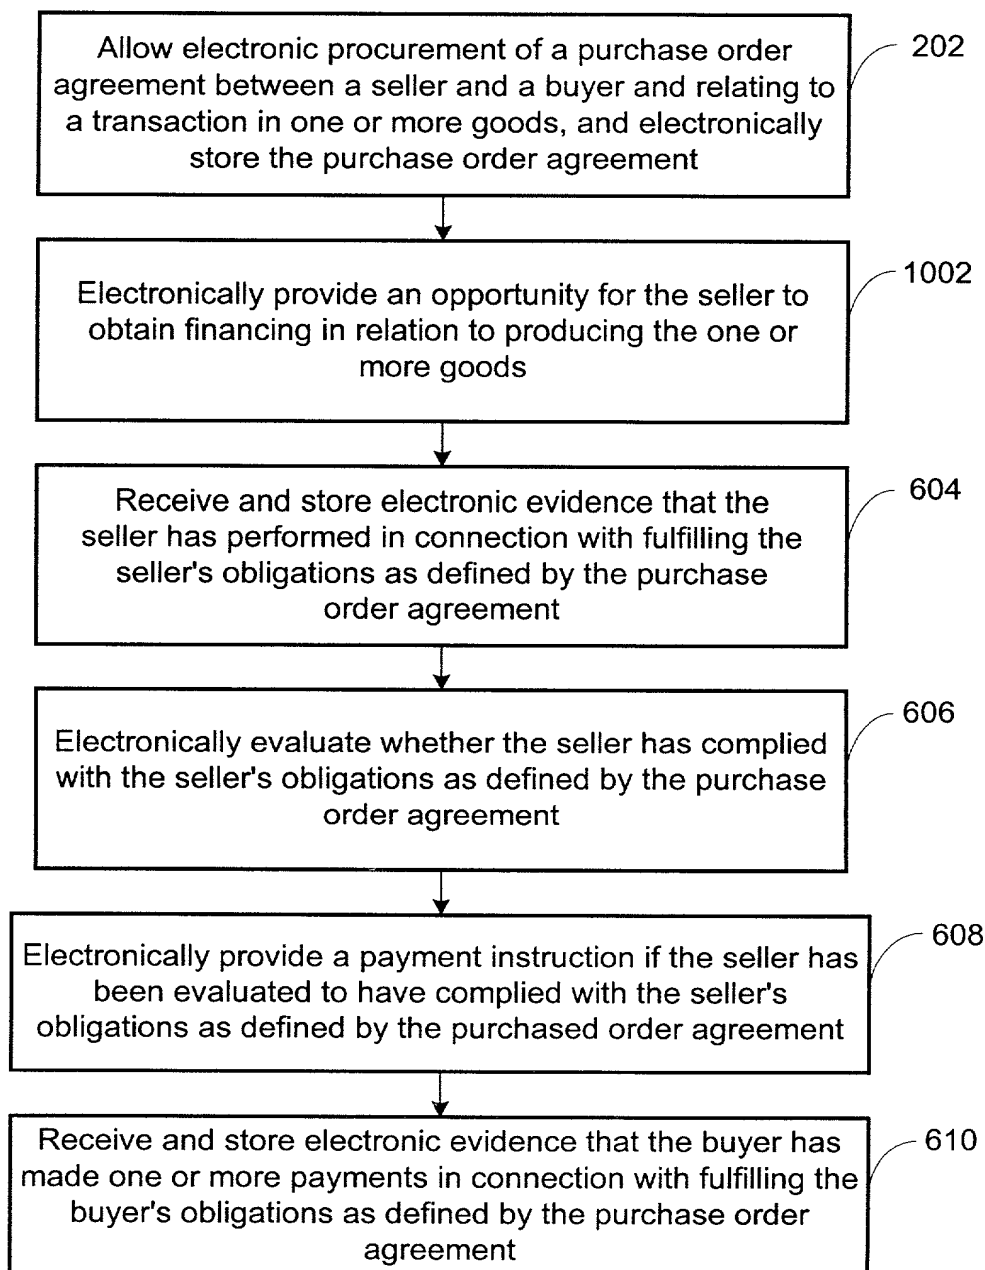 Allow electronic procurement of a purchase order
agreement between a seller and a buyer and relating to
a transaction in one or more goods, and electronically
store the purchase order agreement
202
Electronically provide an opportunity for the seller to
obtain financing in relation to producing the one or
more goods
1002
Receive and store electronic evidence that the
seller has performed in connection with fulfilling the
seller's obligations as defined by the purchase
order agreement
604
Electronically evaluate whether the seller has complied
with the seller's obligations as defined by the purchase
order agreement
606
Electronically provide a payment instruction if the seller has
been evaluated to have complied with the seller's
obligations as defined by the purchased order agreement
608
Receive and store electronic evidence that the buyer has
made one or more payments in connection with fulfilling the
buyer's obligations as defined by the purchase order
agreement
610